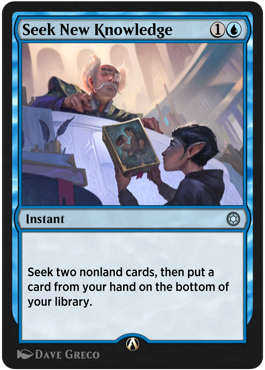 Seek New Knowledge 1
Instant
Seek two nonland cards, then put a
card from your hand on the bottom of
your library.
DAVE GRECO